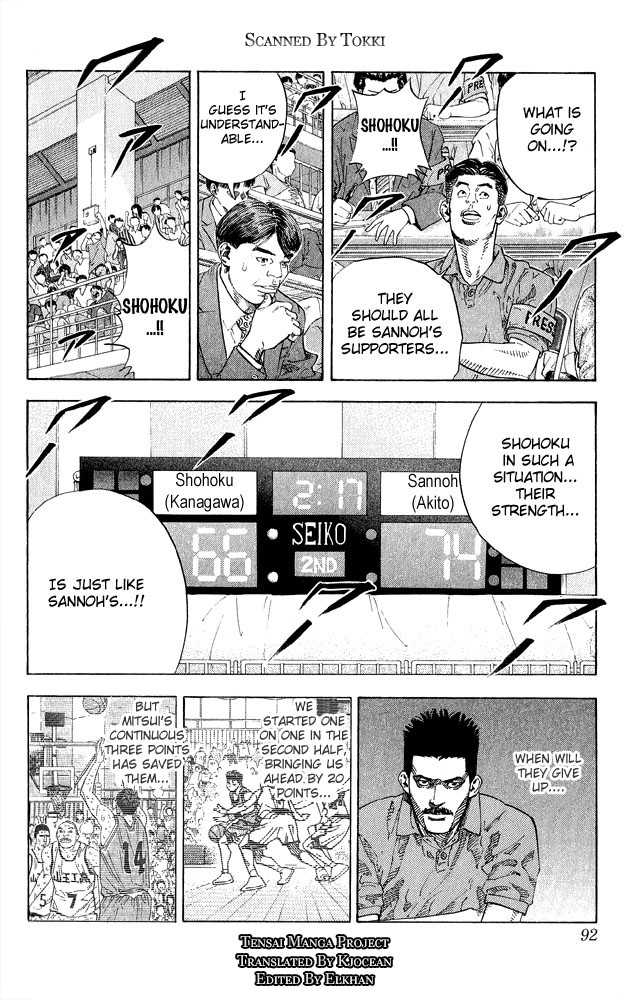 SCANNED BY TOKKI
WHAT IS
GOING
ON...!?
PRESS
SHOHOKU
...!!
THEY
SHOULD ALL
BE SANNOH'S
SUPPORTERS...
PRES
I
GUESS IT'S
UNDERSTAND-
ABLE...
SHOHOKU
...!!
SHOHOKU
IN SUCH A
SITUATION...
THEIR
STRENGTH...
Shohoku
(Kanagawa)
2:17
Sannoh
(Akito)
66
SEIKO
2ND
74
IS JUST LIKE
SANNOH'S...!!
WHEN WILL
THEY GIVE
UP....
WE
STARTED ONE
ON ONE IN THE
SECOND HALF,
BRINGING US
AHEAD BY 20
POINTS...
BUT
MITSUI'S
CONTINUOUS
THREE POINTS
HAS SAVED
THEM...
14
5
7
92
TENSAI MANGA PROJECT
TRANSLATED BY KJOCEAN
EDITED BY ELKHAN